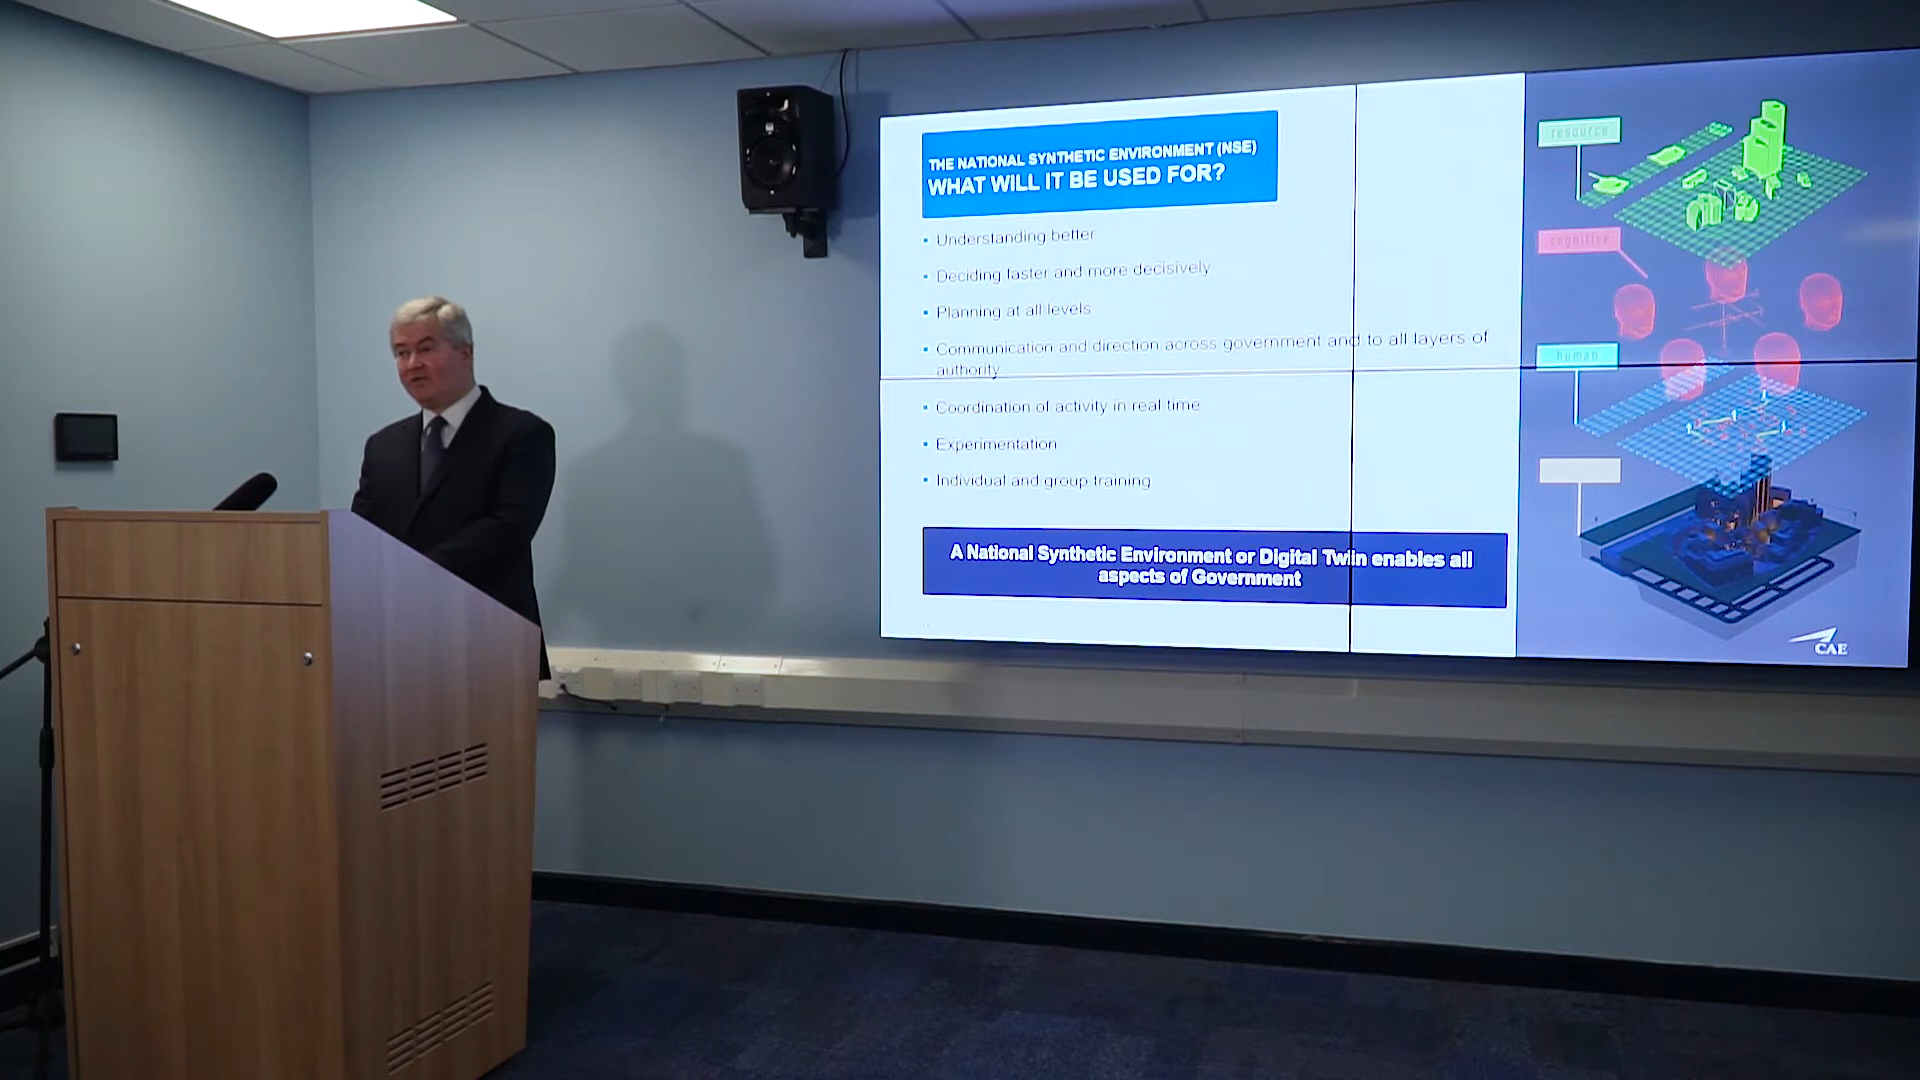 THE NATIONAL SYNTHETIC ENVIRONMENT (NSE)
WHAT WILL IT BE USED FOR?
Understanding better
Deciding faster and more decisively
Planning at all levels
Communication and direction across government and to all layers of
authority
Coordination of activity in real time
Experimentation
Individual and group training
A National Synthetic Environment or Digital Twin enables all
aspects of Government
resource
cognitive
human
CAE